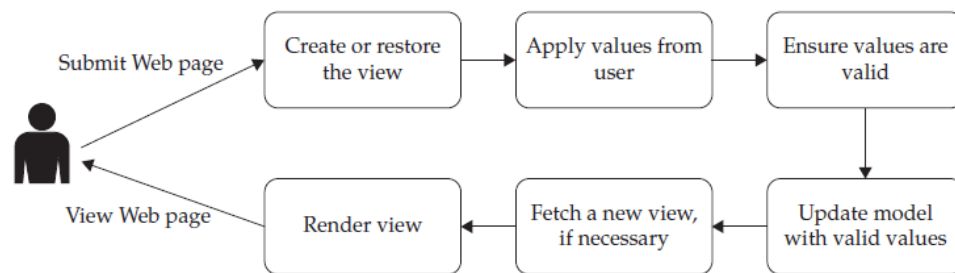 Submit Web page
Create or restore
the view
Apply values from
user
Ensure values are
valid
Update model
with valid values
Fetch a new view,
if necessary
Render view
View Web page